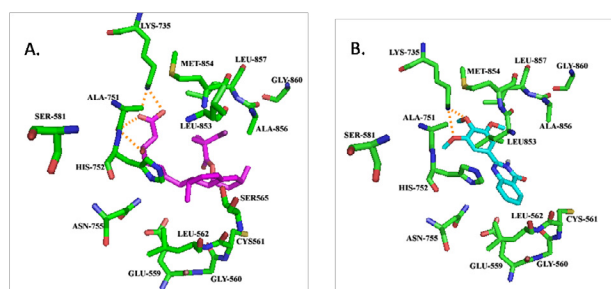 A.
LYS-735
MET-854
LEU-857
GLY-860
ALA-751
LEU-853
ALA-856
SER-581
HIS-752
SER565
ASN-755
LEU-562
CYS561
GLU-559
GLY-560
B.
LYS-735
MET-854
LEU-857
GLY-860
ALA-751
ALA-856
SER-581
LEU853
HIS-752
LEU-562
CYS-561
ASN-755
GLU-559
GLY-560